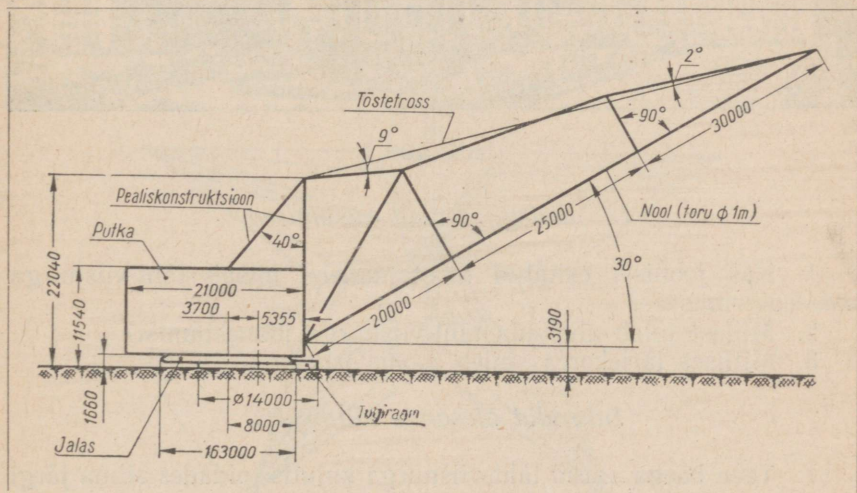 2°
Tõstetross
90°
30000
9°
Pealiskonstruktsioon
40°
Putka
90°
25000
Nool (toru ϕ 1m)
30°
22040
11540
21000
3700
5355
20000
3190
1660
ϕ 14000
8000
Tugiraam
Jalas
163000